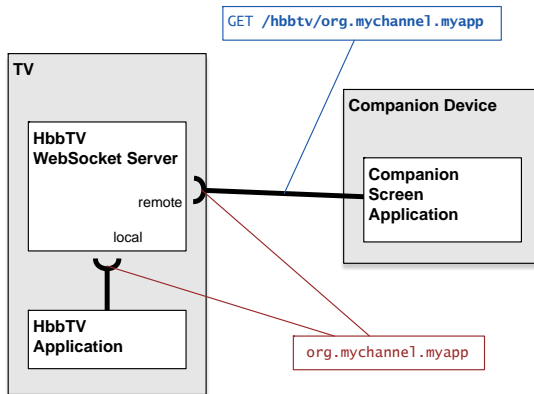 GET /hbbtv/org.mychannel.myapp
TV
Companion Device
HbbTV
WebSocket Server
Companion
Screen
Application
remote
local
HbbTV
Application
org.mychannel.myapp